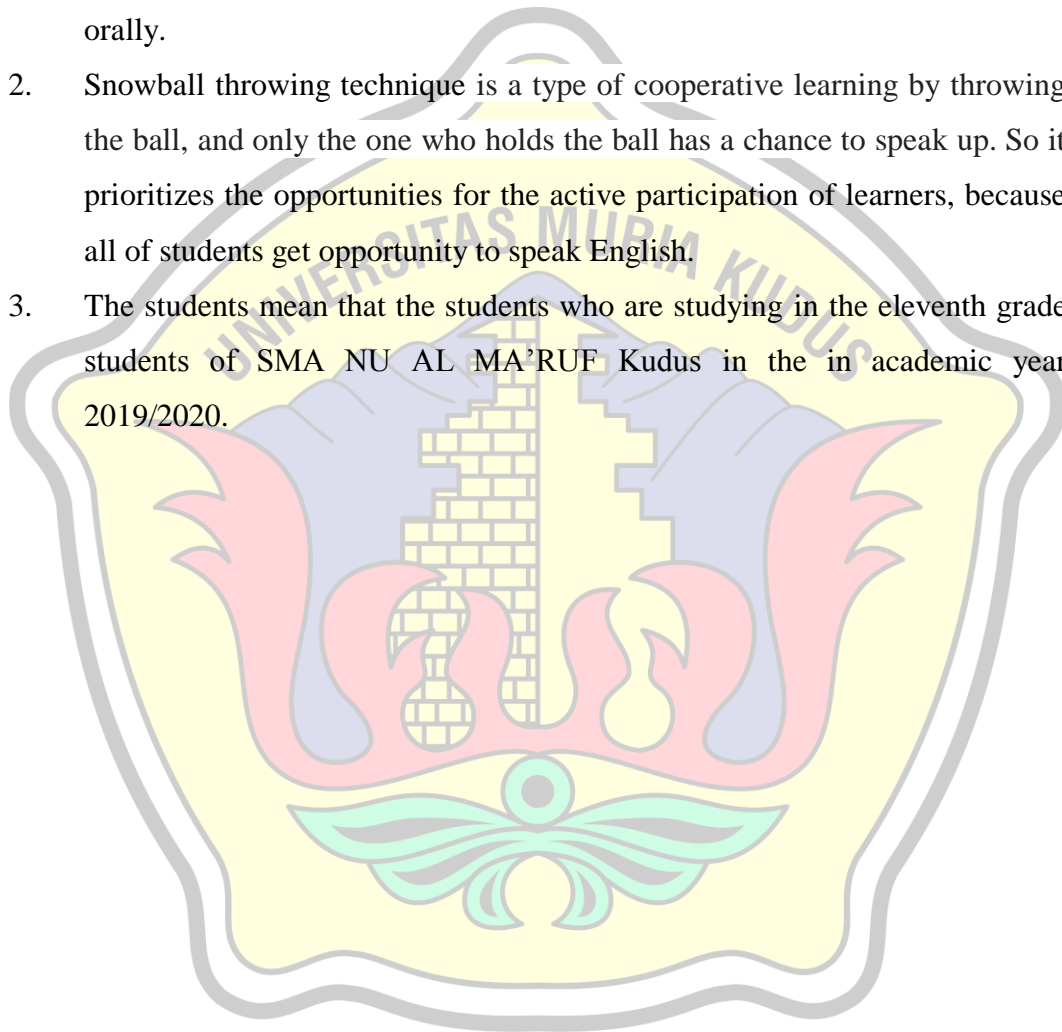 orally.
2. Snowball throwing technique is a type of cooperative learning by throwing
the ball, and only the one who holds the ball has a chance to speak up. So it
prioritizes the opportunities for the active participation of learners, because
all of students get opportunity to speak English.
3. The students mean that the students who are studying in the eleventh grade
students of SMA NU AL MA’RUF Kudus in the in academic year
2019/2020.
UNIVERSITAS MURIA KUDUS